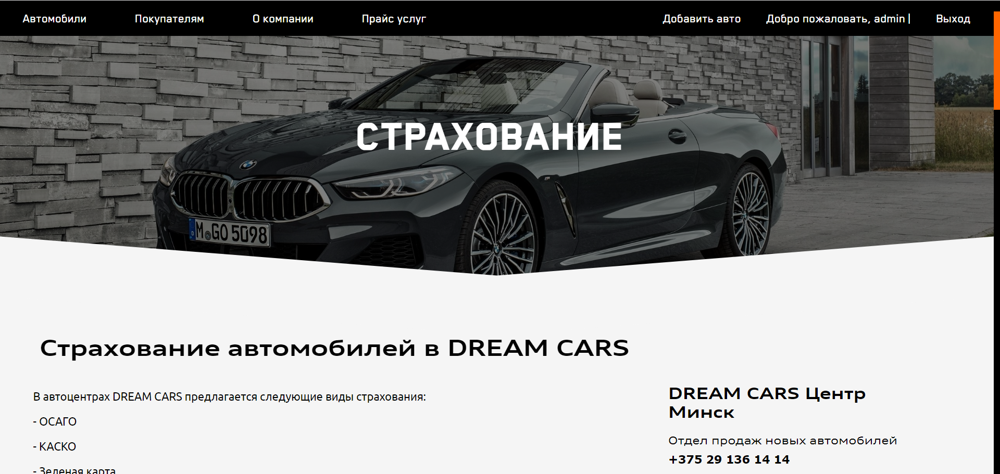 Автомобили Покупателям О компании Прайс услуг Добавить авто Добро пожаловать, admin | Выход
СТРАХОВАНИЕ
M GO 5098
D
Страхование автомобилей в DREAM CARS
В автоцентрах DREAM CARS предлагается следующие виды страхования:
- ОСАГО
- КАСКО
- Зеленая карта
DREAM CARS Центр
Минск
Отдел продаж новых автомобилей
+375 29 136 14 14